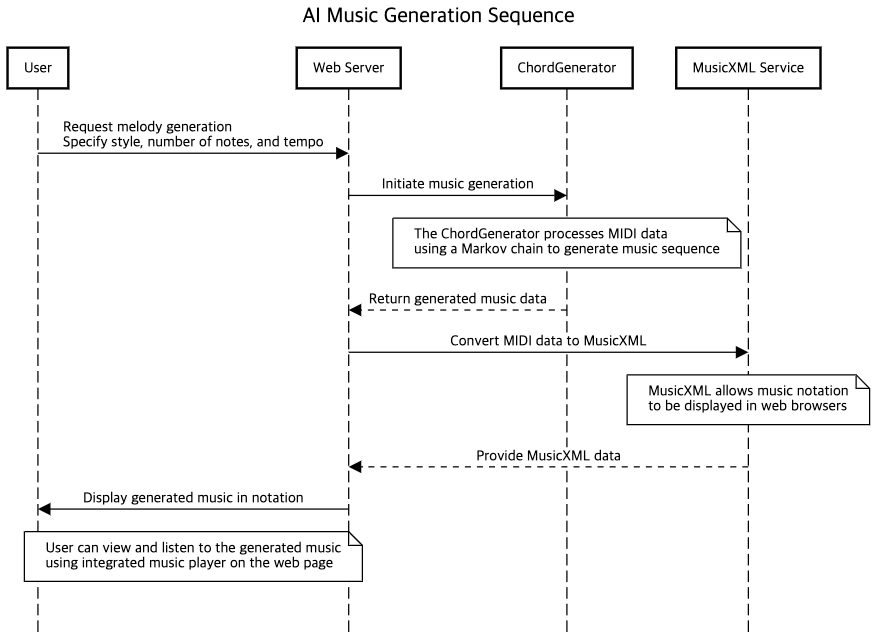 AI Music Generation Sequence
User
Web Server
ChordGenerator
MusicXML Service
Request melody generation
Specify style, number of notes, and tempo
Initiate music generation
The ChordGenerator processes MIDI data
using a Markov chain to generate music sequence
Return generated music data
Convert MIDI data to MusicXML
MusicXML allows music notation
to be displayed in web browsers
Provide MusicXML data
Display generated music in notation
User can view and listen to the generated music
using integrated music player on the web page